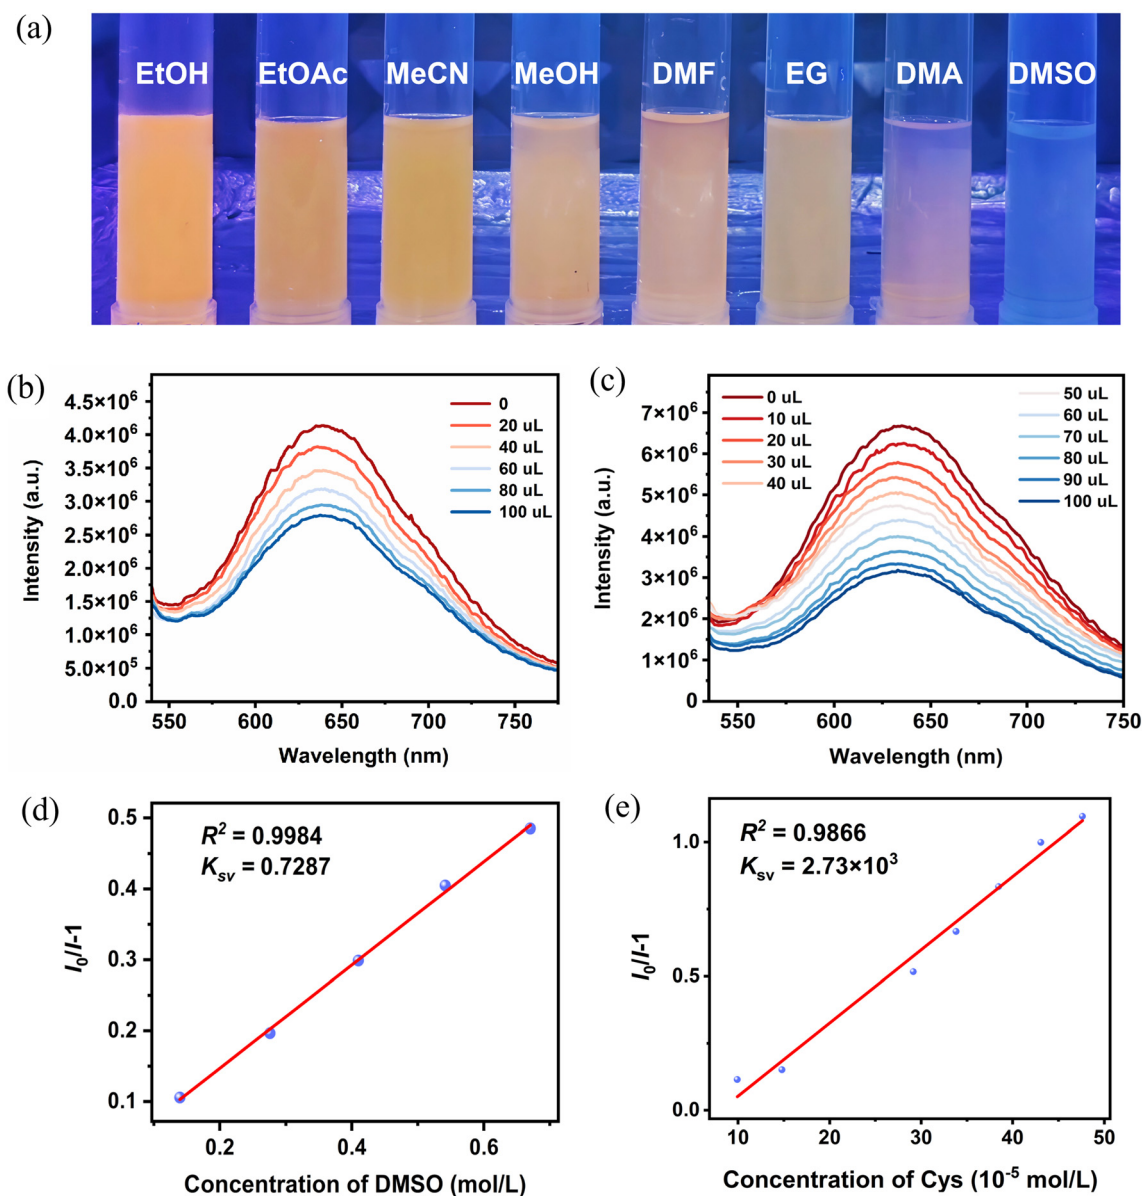 (a)
EtOH EtOAc MeCN MeOH DMF EG DMA DMSO
(b)
4.5×10⁶
4.0×10⁶
3.5×10⁶
3.0×10⁶
2.5×10⁶
2.0×10⁶
1.5×10⁶
1.0×10⁶
5.0×10⁵
0.0
Intensity (a.u.)
0
20 uL
40 uL
60 uL
80 uL
100 uL
550 600 650 700 750
Wavelength (nm)
(c)
7×10⁶
6×10⁶
5×10⁶
4×10⁶
3×10⁶
2×10⁶
1×10⁶
0
Intensity (a.u.)
0 uL
10 uL
20 uL
30 uL
40 uL
50 uL
60 uL
70 uL
80 uL
90 uL
100 uL
550 600 650 700 750
Wavelength (nm)
(d)
0.5
0.4
0.3
0.2
0.1
I₀/I-1
R² = 0.9984
Ksv = 0.7287
0.2 0.4 0.6
Concentration of DMSO (mol/L)
(e)
1.0
0.5
0.0
I₀/I-1
R² = 0.9866
Ksv = 2.73×10³
10 20 30 40 50
Concentration of Cys (10⁻⁵ mol/L)